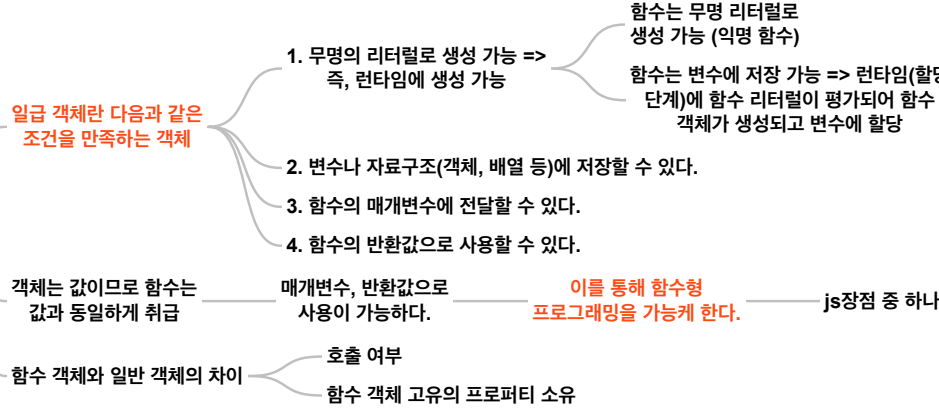 함수는 무명 리터럴로
생성 가능 (익명 함수)
1. 무명의 리터럴로 생성 가능 =>
즉, 런타임에 생성 가능
함수는 변수에 저장 가능 => 런타임(할당
단계)에 함수 리터럴이 평가되어 함수
객체가 생성되고 변수에 할당
일급 객체란 다음과 같은
조건을 만족하는 객체
2. 변수나 자료구조(객체, 배열 등)에 저장할 수 있다.
3. 함수의 매개변수에 전달할 수 있다.
4. 함수의 반환값으로 사용할 수 있다.
객체는 값이므로 함수는
값과 동일하게 취급
매개변수, 반환값으로
사용이 가능하다.
이를 통해 함수형
프로그래밍을 가능케 한다.
js장점 중 하나
함수 객체와 일반 객체의 차이
호출 여부
함수 객체 고유의 프로퍼티 소유